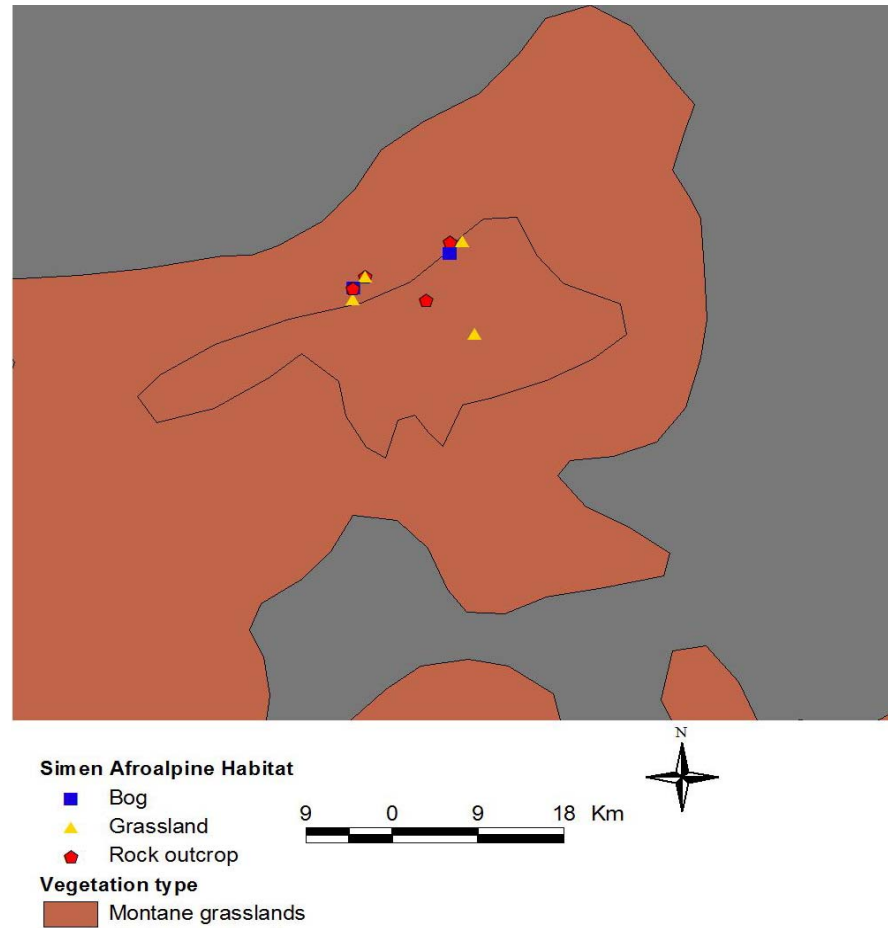 N
Simen Afroalpine Habitat
Bog
Grassland
Rock outcrop
9 0 9 18 Km
Vegetation type
Montane grasslands